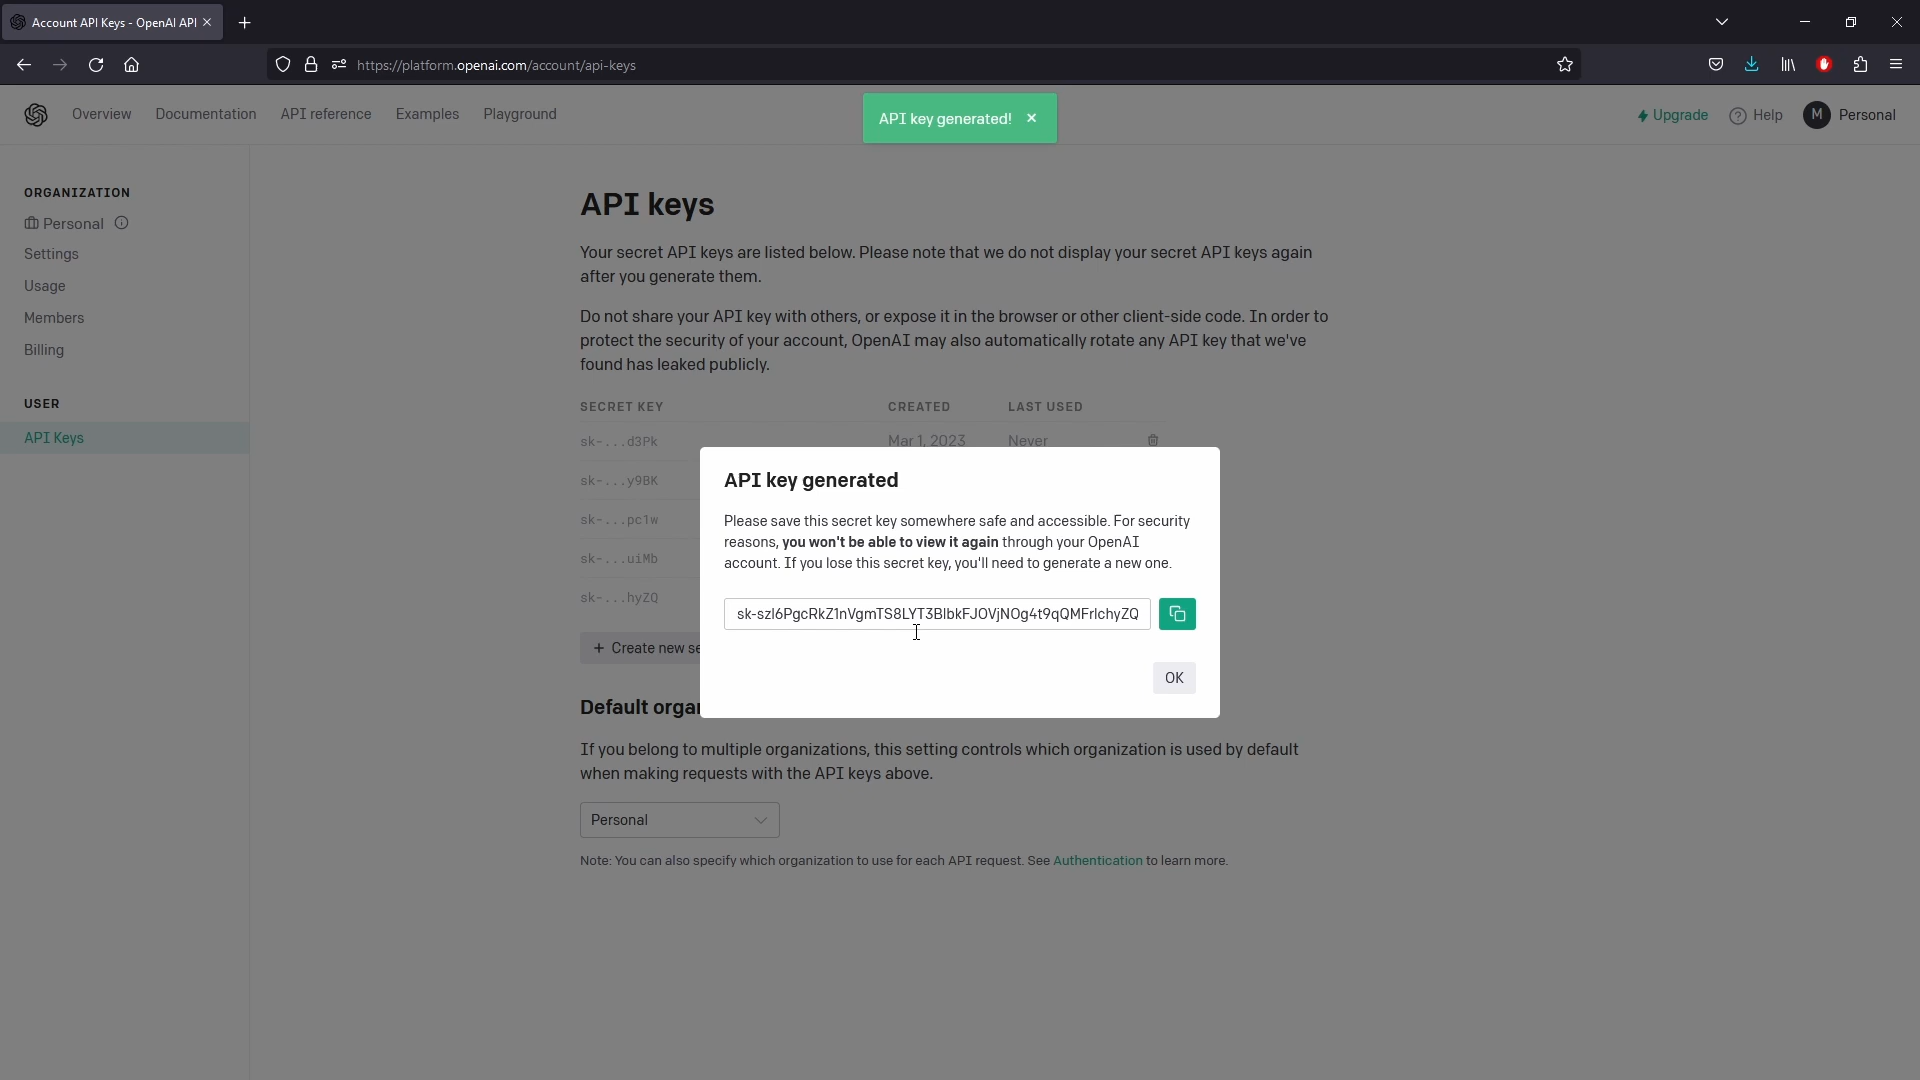 Account API Keys - OpenAI API
https://platform.openai.com/account/api-keys
Overview
Documentation
API reference
Examples
Playground
API key generated!
Upgrade
Help
M
Personal
ORGANIZATION
Personal
Settings
Usage
Members
Billing
USER
API Keys
API keys
Your secret API keys are listed below. Please note that we do not display your secret API keys again
after you generate them.
Do not share your API key with others, or expose it in the browser or other client-side code. In order to
protect the security of your account, OpenAI may also automatically rotate any API key that we've
found has leaked publicly.
SECRET KEY CREATED LAST USED
sk-...d3Pk Mar 1, 2023 Never
sk-...y9BK
sk-...pc1w
sk-...uiMb
sk-...hyZQ
+ Create new se
API key generated
Please save this secret key somewhere safe and accessible. For security
reasons, you won't be able to view it again through your OpenAI
account. If you lose this secret key, you'll need to generate a new one.
OK
Default orgar
If you belong to multiple organizations, this setting controls which organization is used by default
when making requests with the API keys above.
Personal
Note: You can also specify which organization to use for each API request. See Authentication to learn more.